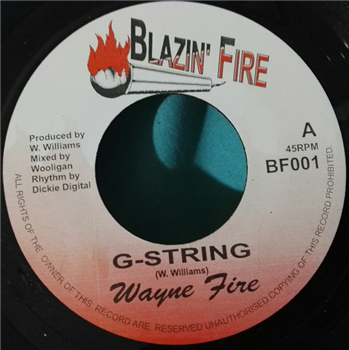 BLAZIN' FIRE
Produced by
W. Williams
Mixed by
Wooligan
Rhythm by
Dickie Digital
A
45RPM
BF001
G-STRING
(W. Williams)
Wayne Fire
ALL RIGHTS OF THE OWNER OF THIS RECORD ARE RESERVED UNAUTHORISED COPYING OF THIS RECORD PROHIBITED.